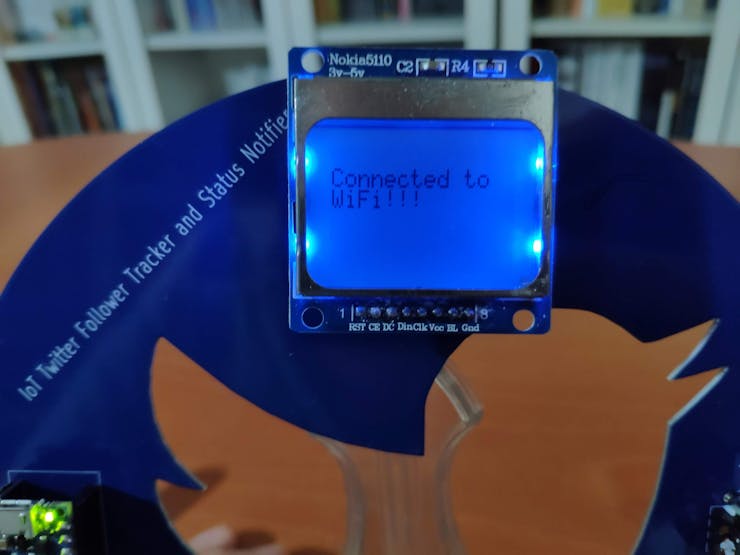 Nokia5110
3v-5v
C2
R4
Connected to
WiFi!!!
1
8
RST CE DC Din Clk Vcc BL Gnd
IoT Twitter Follower Tracker and Status Notifier